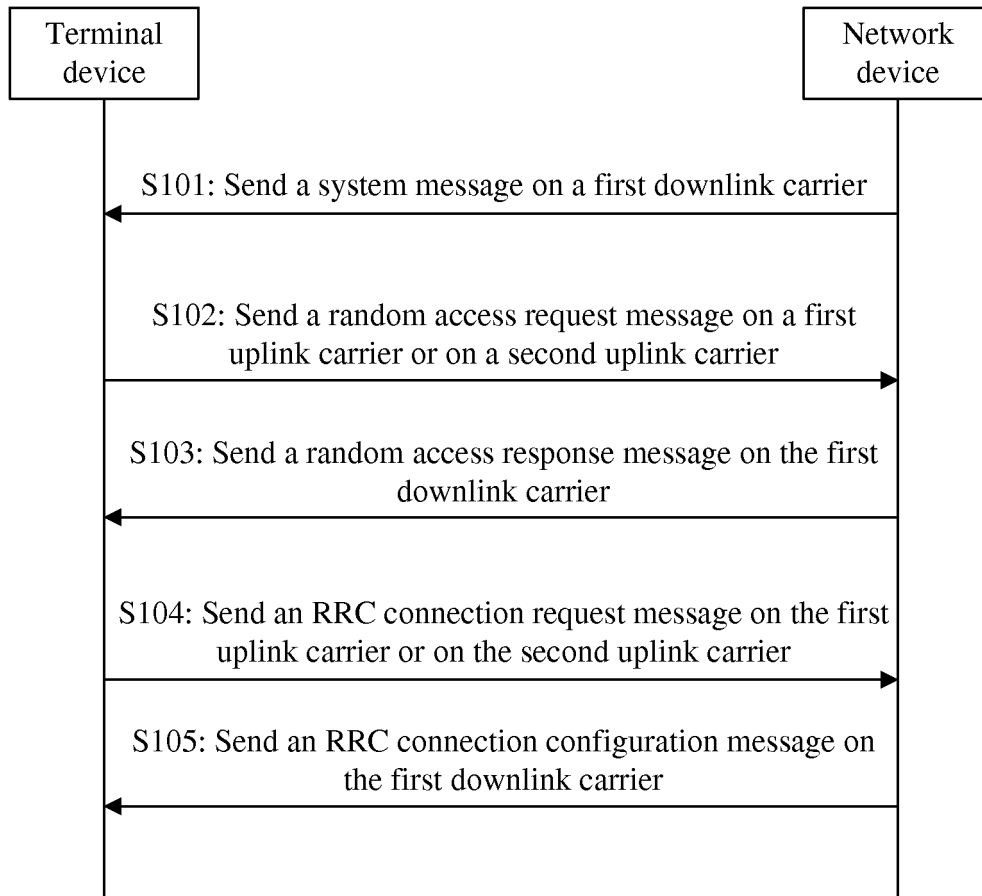 Terminal
device
Network
device
S101: Send a system message on a first downlink carrier
S102: Send a random access request message on a first
uplink carrier or on a second uplink carrier
S103: Send a random access response message on the first
downlink carrier
S104: Send an RRC connection request message on the first
uplink carrier or on the second uplink carrier
S105: Send an RRC connection configuration message on
the first downlink carrier